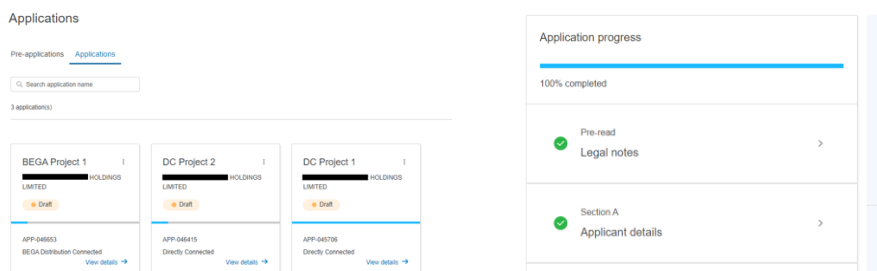 Applications
Pre-applications Applications
Search application name
3 application(s)
BEGA Project 1
HOLDINGS
LIMITED
Draft
APP-046653
BEGA Distribution Connected
View details →
DC Project 2
HOLDINGS
LIMITED
Draft
APP-046415
Directly Connected
View details →
DC Project 1
HOLDINGS
LIMITED
Draft
APP-045706
Directly Connected
View details →
Application progress
100% completed
Pre-read
Legal notes
Section A
Applicant details